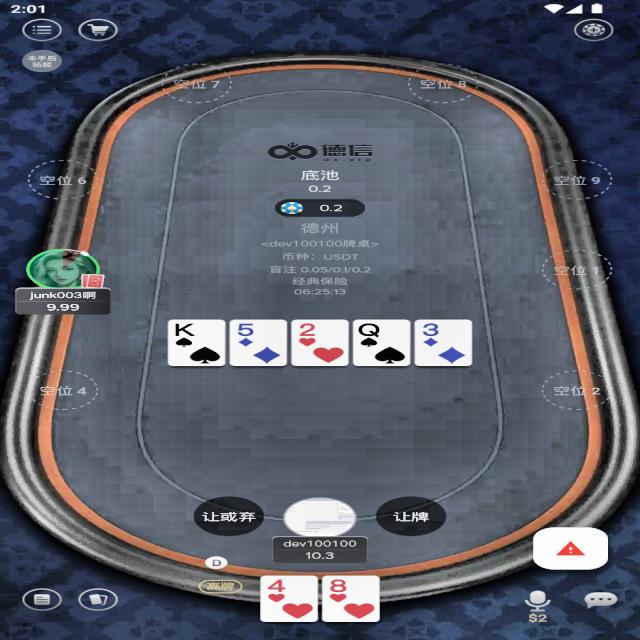 2:01
本手后
站起
空位 7
空位 8
德信
dx.vip
底池
0.2
0.2
空位 6
空位 9
德州
<dev100100牌桌>
币种：USDT
盲注 0.05/0.1/0.2
经典保险
06:25:13
空位 1
junk003啊
9.99
K 5 2 Q 3
空位 4
空位 2
让或弃
让牌
dev100100
10.3
D
高牌
4 8
$2